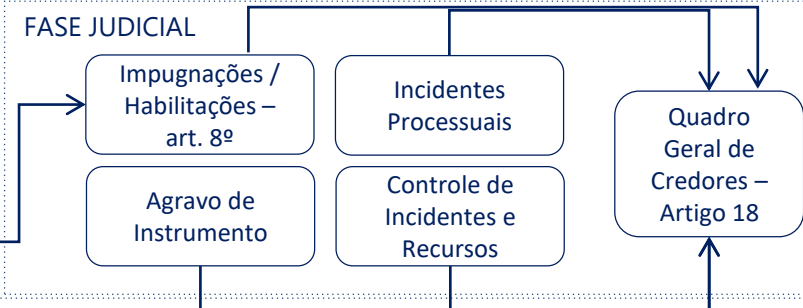 FASE JUDICIAL
Impugnações /
Habilitações –
art. 8º
Incidentes
Processuais
Quadro
Geral de
Credores –
Artigo 18
Agravo de
Instrumento
Controle de
Incidentes e
Recursos